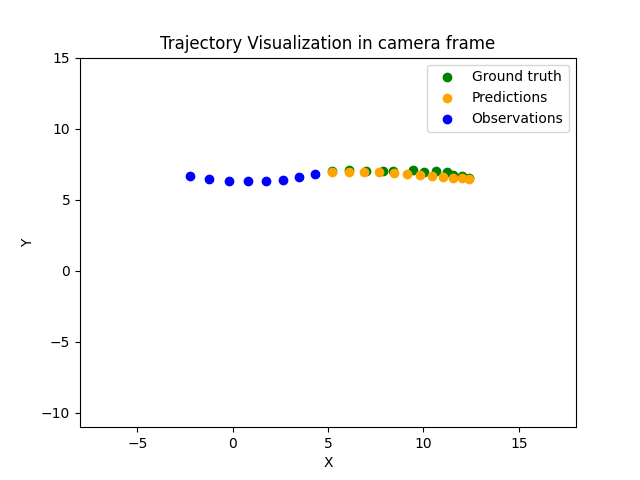 Trajectory Visualization in camera frame
Ground truth
Predictions
Observations
15
10
5
0
−5
−10
Y
−5
0
5
10
15
X